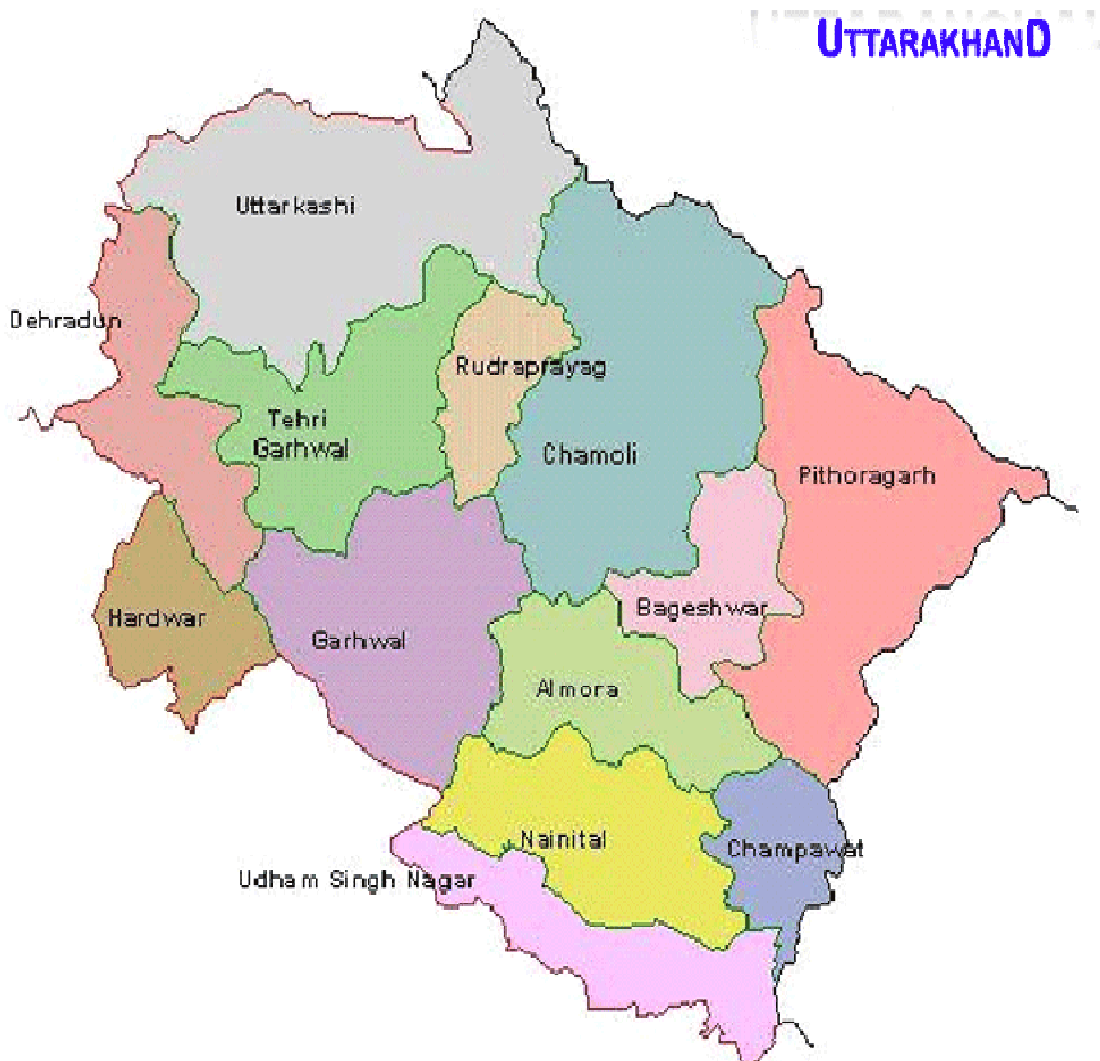 UTTARAKHAND
Uttarkashi
Dehradun
Rudraprayag
Tehri
Garhwal
Chamoli
Pithoragarh
Hardwar
Bageshwar
Garhwal
Almora
Nainital
Champawat
Udham Singh Nagar